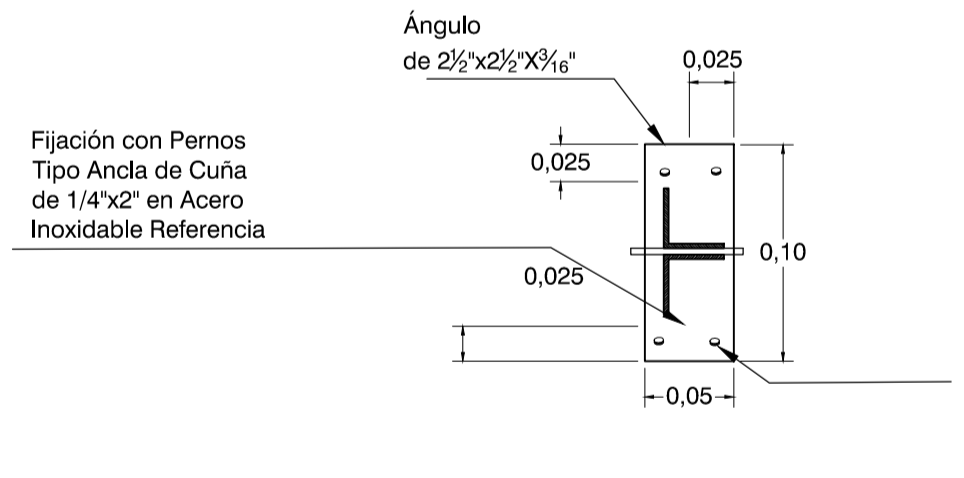 Ángulo
de 2½"x2½"X³⁄₁₆"
0,025
Fijación con Pernos
Tipo Ancla de Cuña
de 1/4"x2" en Acero
Inoxidable Referencia
0,025
0,10
0,025
0,05